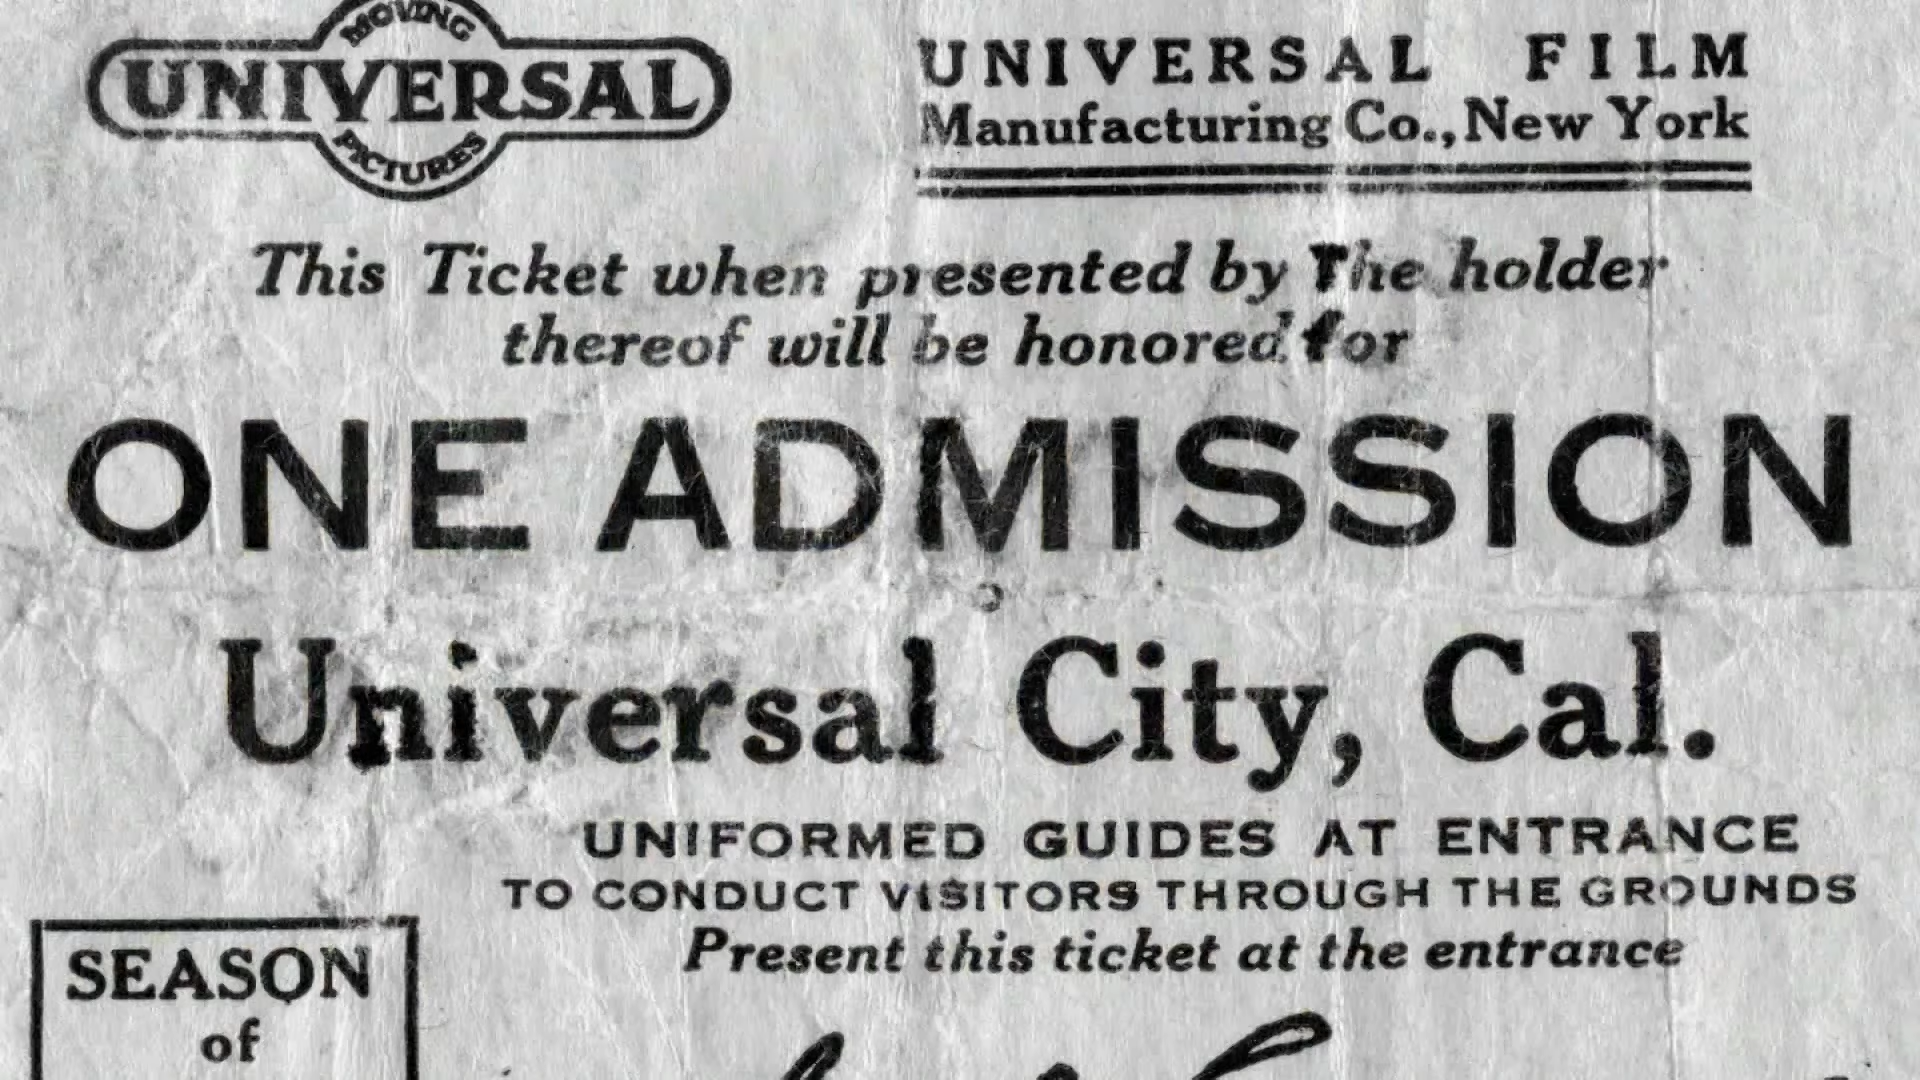 MOVING
UNIVERSAL
PICTURES
UNIVERSAL FILM
Manufacturing Co., New York
This Ticket when presented by The holder
thereof will be honored for
ONE ADMISSION
Universal City, Cal.
UNIFORMED GUIDES AT ENTRANCE
TO CONDUCT VISITORS THROUGH THE GROUNDS
Present this ticket at the entrance
SEASON
of